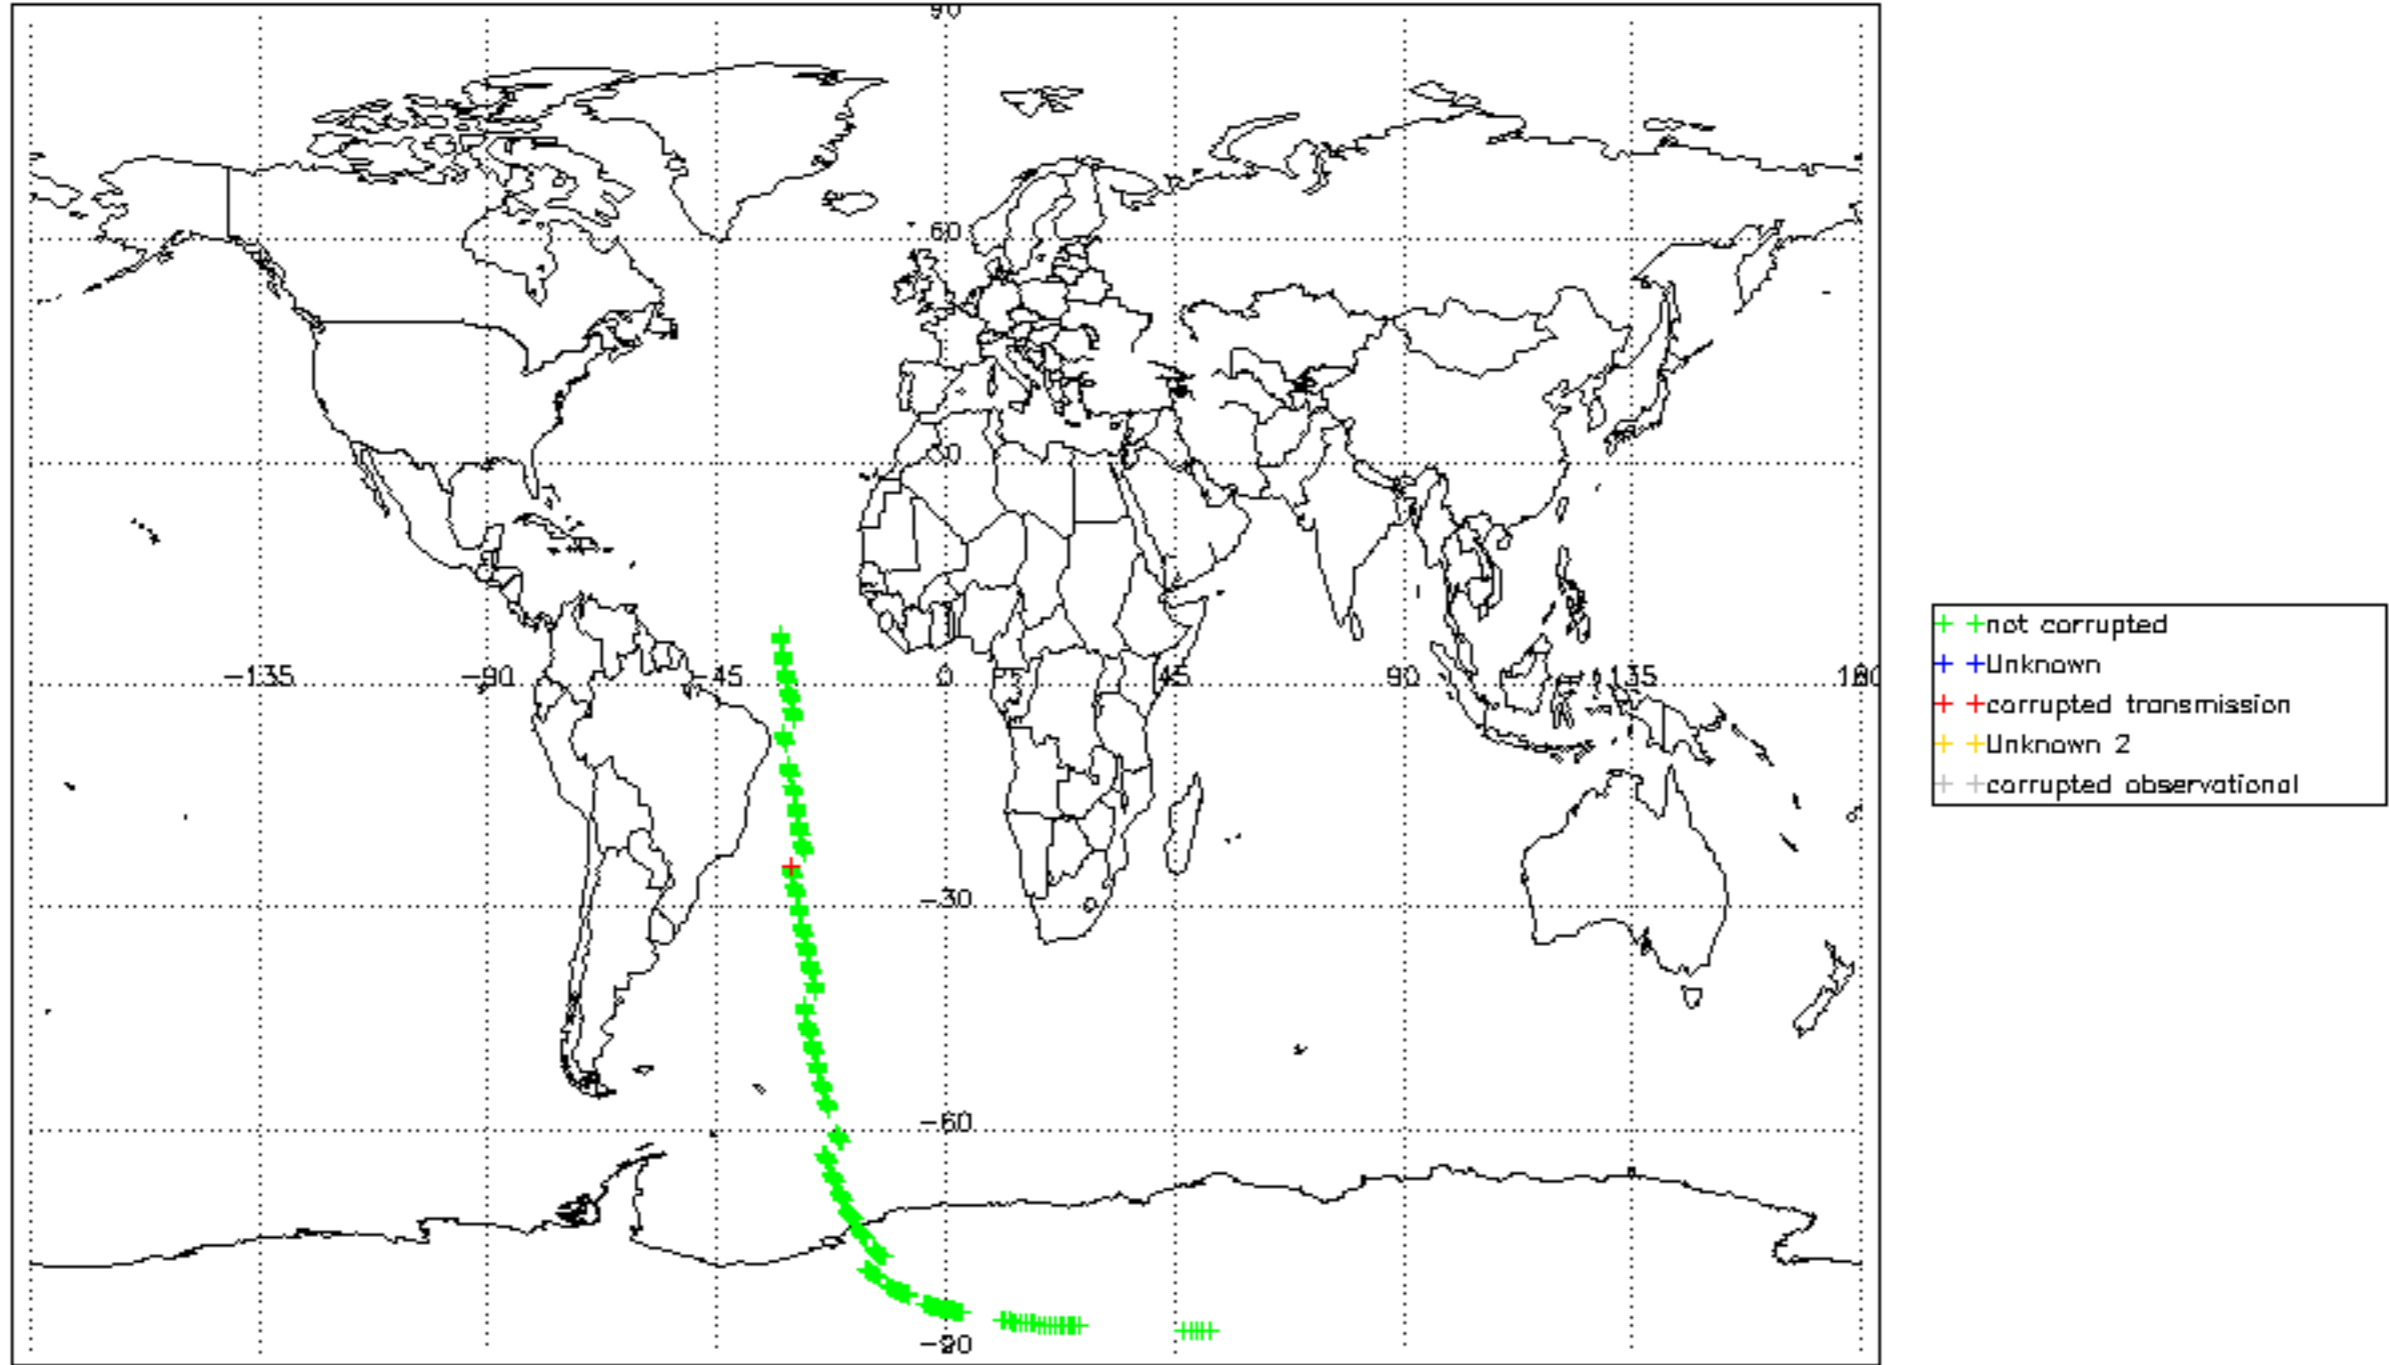 90
60
30
-135 -90 -45 0 45 90 135 180
-30
-60
-90
not corrupted
Unknown
corrupted transmission
Unknown 2
corrupted observational